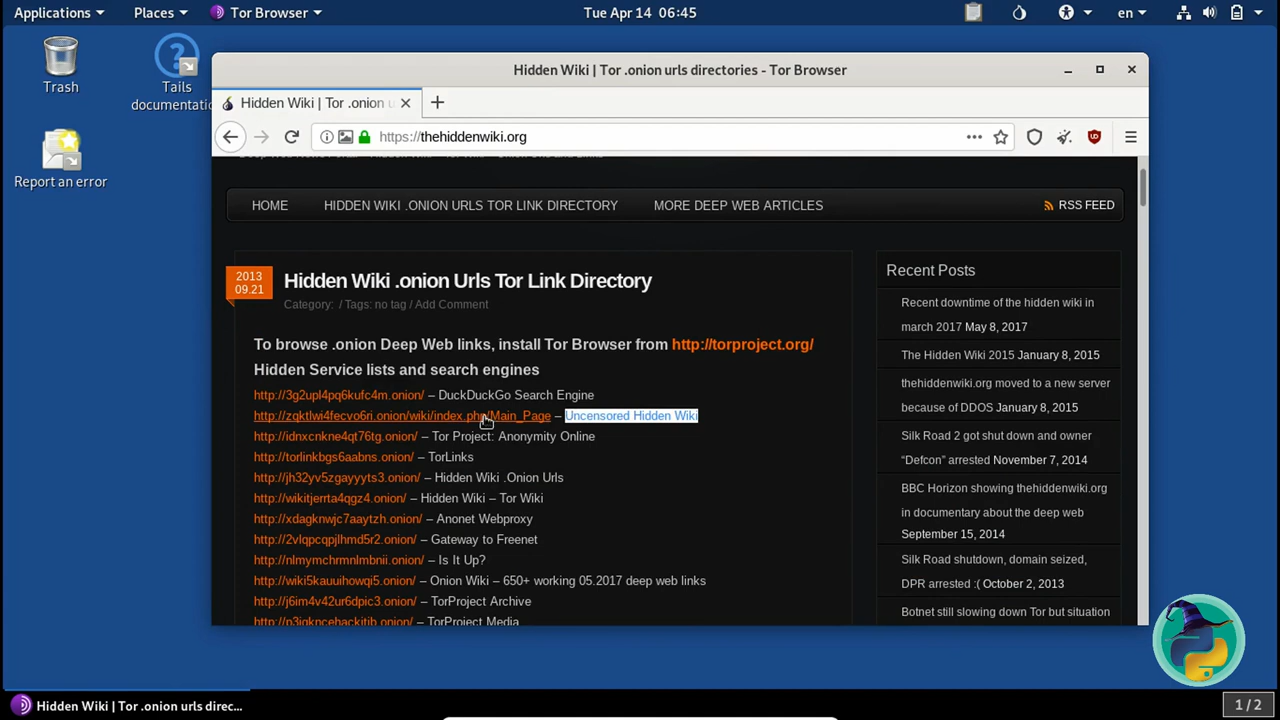 Applications Places Tor Browser Tue Apr 14 06:45 en
Trash
Tails
documentatio
Report an error
Hidden Wiki | Tor .onion urls directories - Tor Browser
Hidden Wiki | Tor .onion u
https://thehiddenwiki.org
HOME HIDDEN WIKI .ONION URLS TOR LINK DIRECTORY MORE DEEP WEB ARTICLES RSS FEED
2013
09.21
Hidden Wiki .onion Urls Tor Link Directory
Category: / Tags: no tag / Add Comment
To browse .onion Deep Web links, install Tor Browser from http://torproject.org/
Hidden Service lists and search engines
http://3g2upl4pq6kufc4m.onion/ – DuckDuckGo Search Engine
http://zqktlwi4fecvo6ri.onion/wiki/index.php/Main_Page – Uncensored Hidden Wiki
http://idnxcnkne4qt76tg.onion/ – Tor Project: Anonymity Online
http://torlinkbgs6aabns.onion/ – TorLinks
http://jh32yv5zgayyyts3.onion/ – Hidden Wiki .Onion Urls
http://wikitjerrta4qgz4.onion/ – Hidden Wiki – Tor Wiki
http://xdagknwjc7aaytzh.onion/ – Anonet Webproxy
http://2vlqpcqpjlhmd5r2.onion/ – Gateway to Freenet
http://nlmymchrmnlmbnii.onion/ – Is It Up?
http://wiki5kauuihowqi5.onion/ – Onion Wiki – 650+ working 05.2017 deep web links
http://j6im4v42ur6dpic3.onion/ – TorProject Archive
http://p3igkncehackitjb.onion/ – TorProject Media
Recent Posts
Recent downtime of the hidden wiki in
march 2017 May 8, 2017
The Hidden Wiki 2015 January 8, 2015
thehiddenwiki.org moved to a new server
because of DDOS January 8, 2015
Silk Road 2 got shut down and owner
“Defcon” arrested November 7, 2014
BBC Horizon showing thehiddenwiki.org
in documentary about the deep web
September 15, 2014
Silk Road shutdown, domain seized,
DPR arrested :( October 2, 2013
Botnet still slowing down Tor but situation
Hidden Wiki | Tor .onion urls direc...
1 / 2